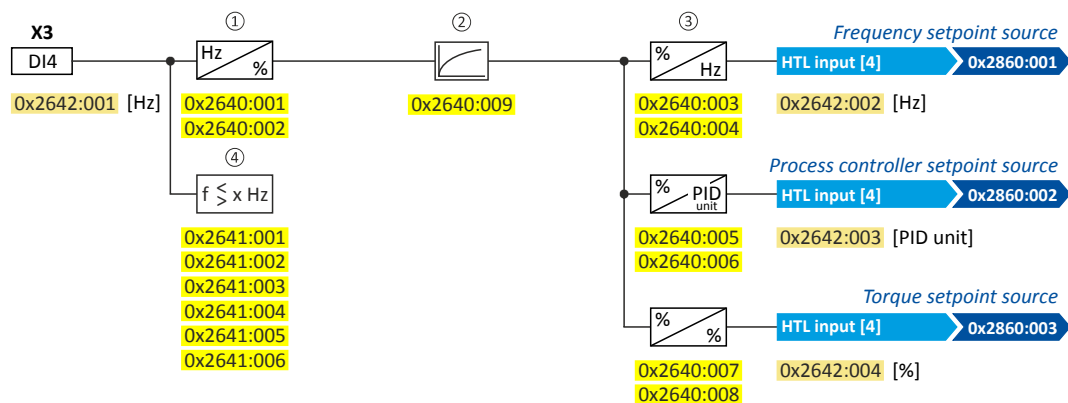 X3
DI4
0x2642:001 [Hz]
①
Hz
%
0x2640:001
0x2640:002
④
f ≶ x Hz
0x2641:001
0x2641:002
0x2641:003
0x2641:004
0x2641:005
0x2641:006
②
0x2640:009
③
%
Hz
0x2640:003
0x2640:004
Frequency setpoint source
HTL input [4] 0x2860:001
0x2642:002 [Hz]
%
PID
unit
0x2640:005
0x2640:006
Process controller setpoint source
HTL input [4] 0x2860:002
0x2642:003 [PID unit]
%
%
0x2640:007
0x2640:008
Torque setpoint source
HTL input [4] 0x2860:003
0x2642:004 [%]